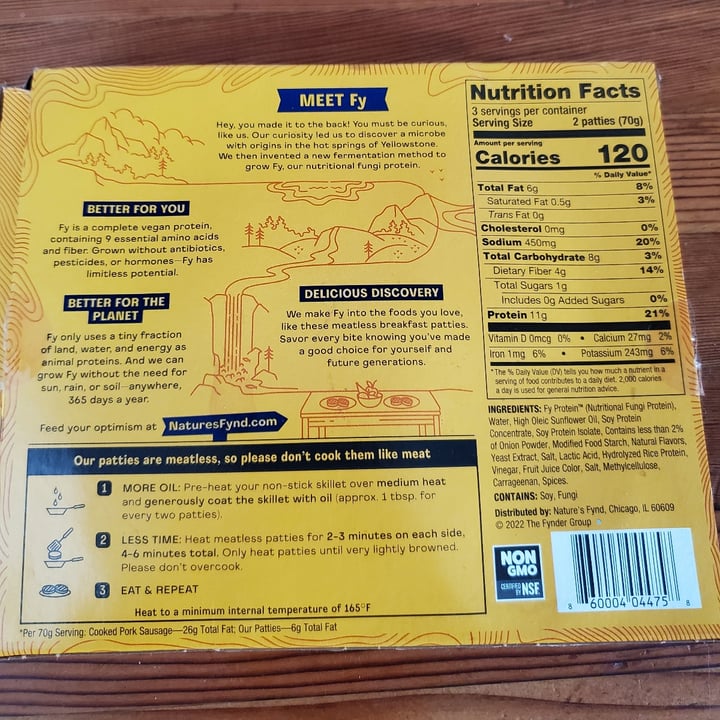 MEET Fy
Hey, you made it to the back! You must be curious,
like us. Our curiosity led us to discover a microbe
with origins in the hot springs of Yellowstone.
We then invented a new fermentation method to
grow Fy, our nutritional fungi protein.
BETTER FOR YOU
Fy is a complete vegan protein,
containing 9 essential amino acids
and fiber. Grown without antibiotics,
pesticides, or hormones—Fy has
limitless potential.
BETTER FOR THE
PLANET
Fy only uses a tiny fraction
of land, water, and energy as
animal proteins. And we can
grow Fy without the need for
sun, rain, or soil—anywhere,
365 days a year.
DELICIOUS DISCOVERY
We make Fy into the foods you love,
like these meatless breakfast patties.
Savor every bite knowing you've made
a good choice for yourself and
future generations.
Feed your optimism at NaturesFynd.com
Our patties are meatless, so please don't cook them like meat
1 MORE OIL: Pre-heat your non-stick skillet over medium heat
and generously coat the skillet with oil (approx. 1 tbsp. for
every two patties).
2 LESS TIME: Heat meatless patties for 2-3 minutes on each side,
4-6 minutes total. Only heat patties until very lightly browned.
Please don't overcook.
3 EAT & REPEAT
Heat to a minimum internal temperature of 165°F
*Per 70g Serving: Cooked Pork Sausage—26g Total Fat; Our Patties—6g Total Fat
Nutrition Facts
3 servings per container
Serving Size 2 patties (70g)
Amount per serving
Calories 120
% Daily Value*
Total Fat 6g 8%
Saturated Fat 0.5g 3%
Trans Fat 0g
Cholesterol 0mg 0%
Sodium 450mg 20%
Total Carbohydrate 8g 3%
Dietary Fiber 4g 14%
Total Sugars 1g
Includes 0g Added Sugars 0%
Protein 11g 21%
Vitamin D 0mcg 0% • Calcium 27mg 2%
Iron 1mg 6% • Potassium 243mg 6%
*The % Daily Value (DV) tells you how much a nutrient in a
serving of food contributes to a daily diet. 2,000 calories
a day is used for general nutrition advice.
INGREDIENTS: Fy Protein™ (Nutritional Fungi Protein),
Water, High Oleic Sunflower Oil, Soy Protein
Concentrate, Soy Protein Isolate, Contains less than 2%
of Onion Powder, Modified Food Starch, Natural Flavors,
Yeast Extract, Salt, Lactic Acid, Hydrolyzed Rice Protein,
Vinegar, Fruit Juice Color, Salt, Methylcellulose,
Carrageenan, Spices.
CONTAINS: Soy, Fungi
Distributed by: Nature's Fynd, Chicago, IL 60609
© 2022 The Fynder Group
NON
GMO
CERTIFIED BY NSF
8 60004 04475 8